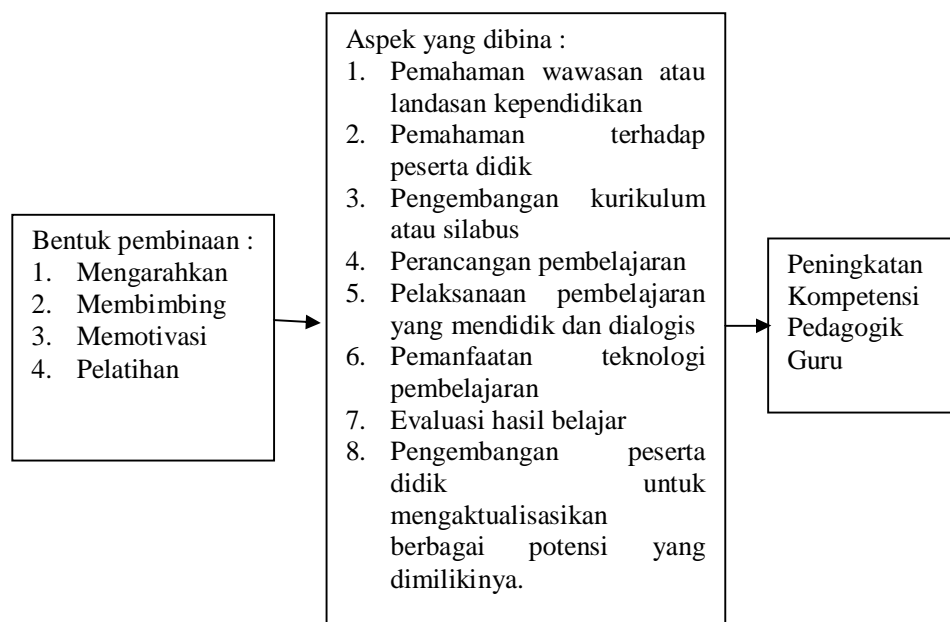 Bentuk pembinaan :
1. Mengarahkan
2. Membimbing
3. Memotivasi
4. Pelatihan
Aspek yang dibina :
1. Pemahaman wawasan atau
landasan kependidikan
2. Pemahaman terhadap
peserta didik
3. Pengembangan kurikulum
atau silabus
4. Perancangan pembelajaran
5. Pelaksanaan pembelajaran
yang mendidik dan dialogis
6. Pemanfaatan teknologi
pembelajaran
7. Evaluasi hasil belajar
8. Pengembangan peserta
didik untuk
mengaktualisasikan
berbagai potensi yang
dimilikinya.
Peningkatan
Kompetensi
Pedagogik
Guru